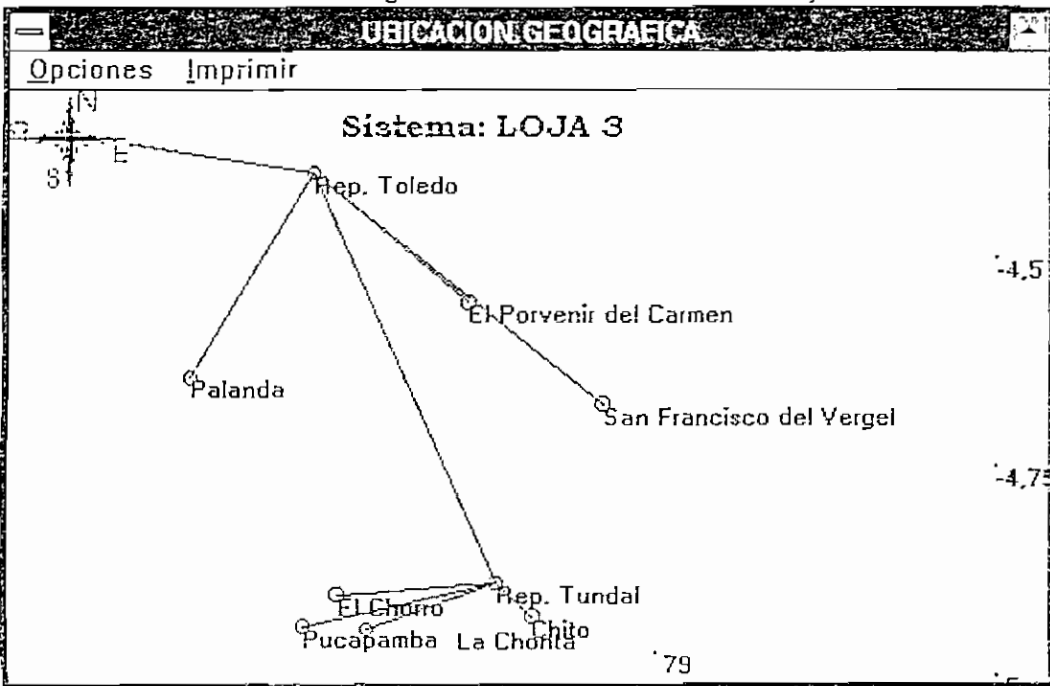 UBICACION GEOGRAFICA
Opciones Imprimir
N
E
S
Sistema: LOJA 3
Rep. Toledo
-4,5
El Porvenir del Carmen
Palanda
San Francisco del Vergel
-4,75
Rep. Tundal
El Chorro
Chito
Pucapamba
La Chonta
79